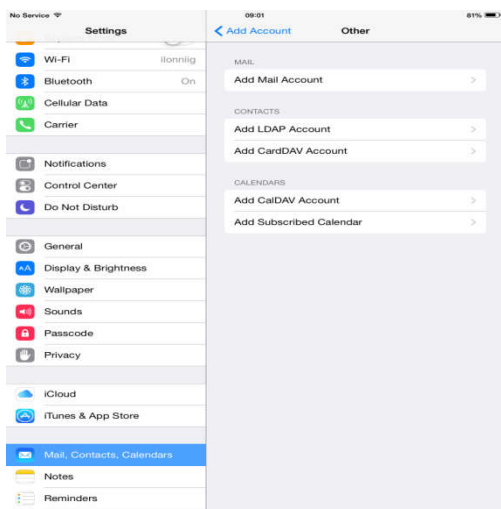 No Service 09:01 81%
Settings
Add Account Other
Wi-Fi ilonniig
Bluetooth On
Cellular Data
Carrier
Notifications
Control Center
Do Not Disturb
General
Display & Brightness
Wallpaper
Sounds
Passcode
Privacy
iCloud
iTunes & App Store
Mail, Contacts, Calendars
Notes
Reminders
MAIL
Add Mail Account
CONTACTS
Add LDAP Account
Add CardDAV Account
CALENDARS
Add CalDAV Account
Add Subscribed Calendar